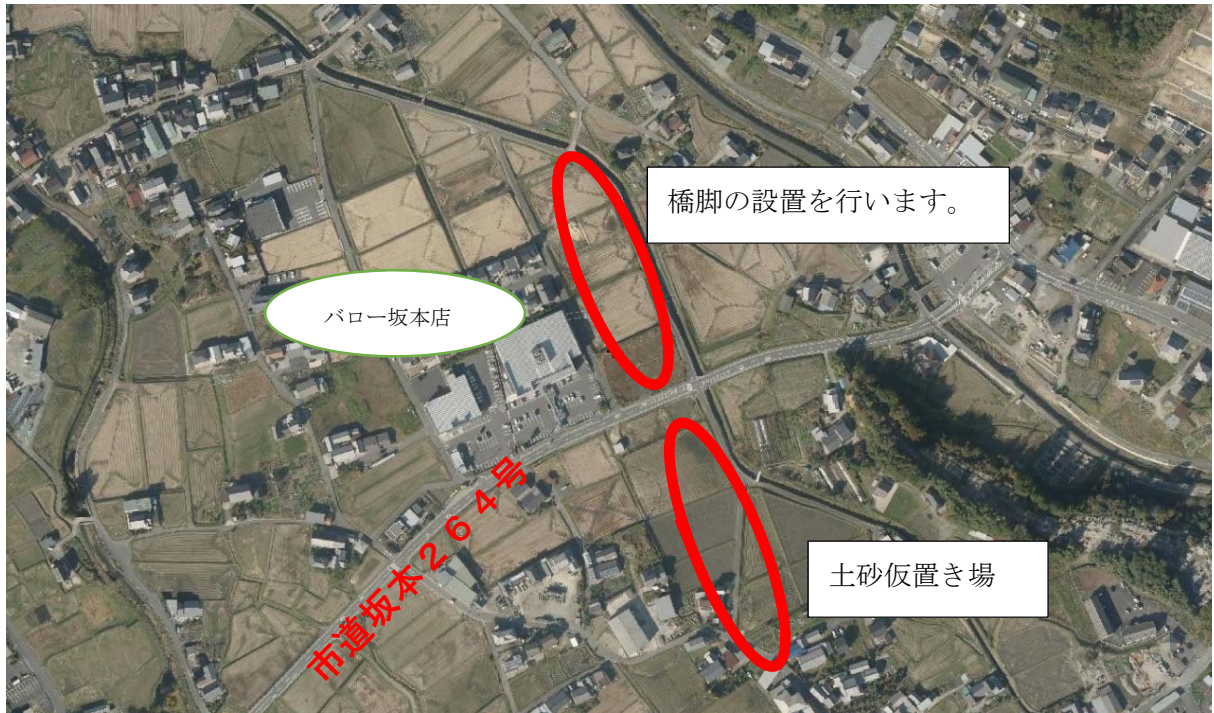 橋脚の設置を行います。
バロー坂本店
市道坂本２６４号
土砂仮置き場